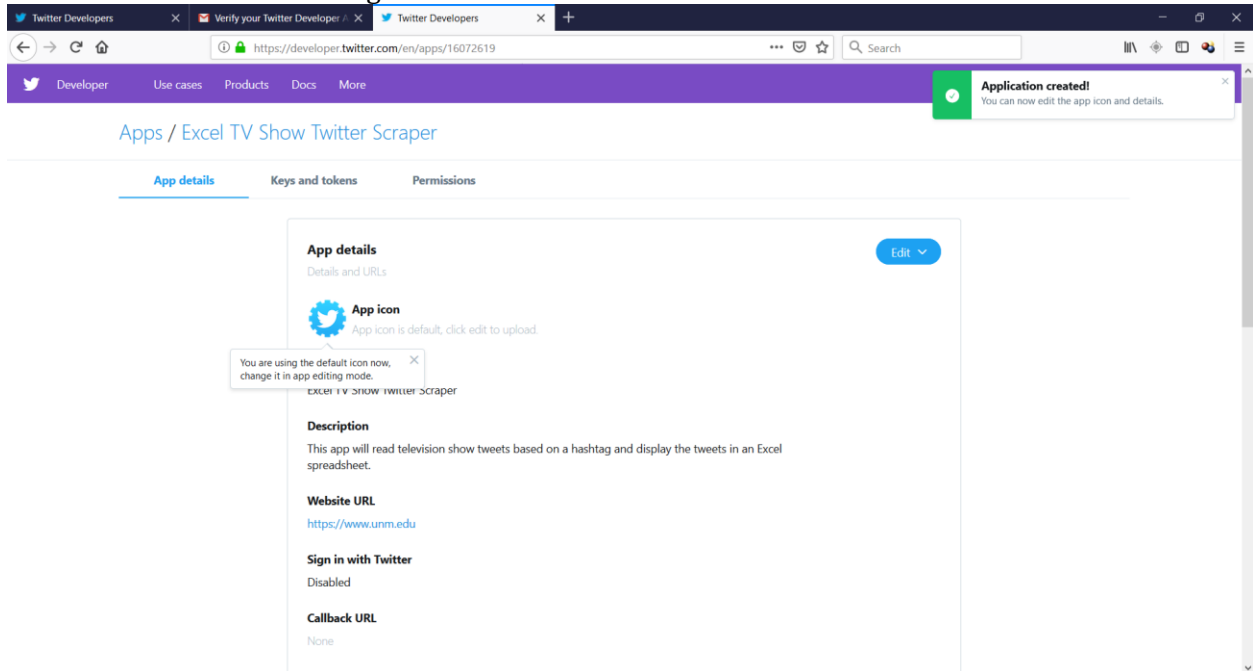 Twitter Developers
Verify your Twitter Developer A
Twitter Developers
https://developer.twitter.com/en/apps/16072619
Search
Developer
Use cases
Products
Docs
More
Application created!
You can now edit the app icon and details.
Apps / Excel TV Show Twitter Scraper
App details
Keys and tokens
Permissions
App details
Edit
Details and URLs
App icon
App icon is default, click edit to upload.
You are using the default icon now,
change it in app editing mode.
Excel TV Show Twitter Scraper
Description
This app will read television show tweets based on a hashtag and display the tweets in an Excel
spreadsheet.
Website URL
https://www.unm.edu
Sign in with Twitter
Disabled
Callback URL
None